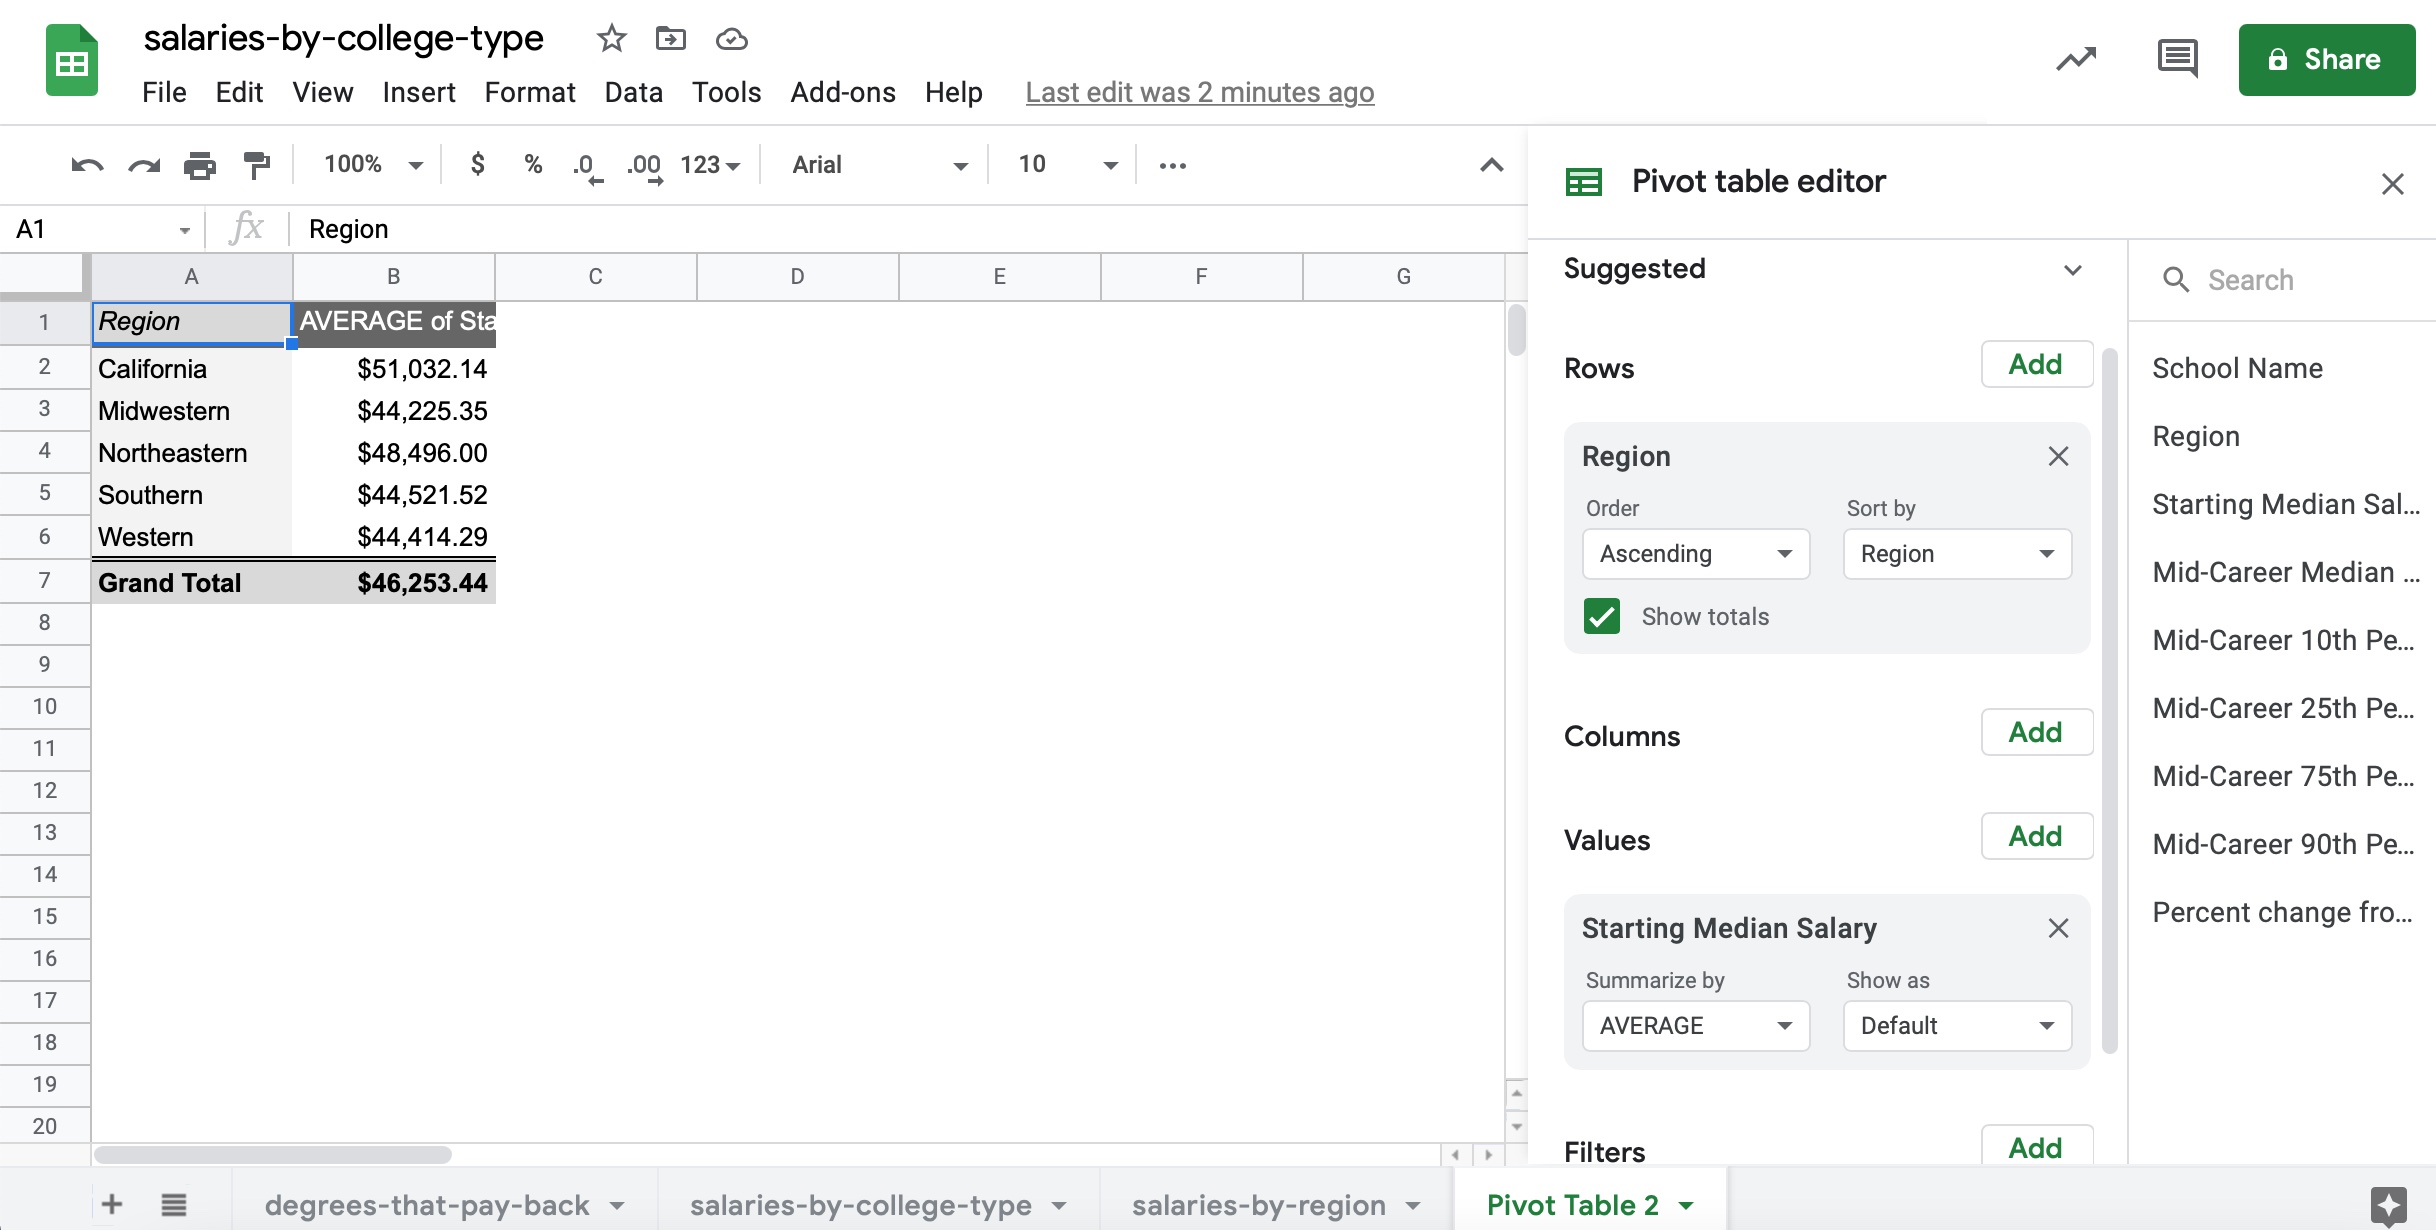 salaries-by-college-type
File Edit View Insert Format Data Tools Add-ons Help Last edit was 2 minutes ago
Share
100% $ % .0 .00 123 Arial 10
A1 fx Region
A B C D E F G
1 Region AVERAGE of Sta
2 California $51,032.14
3 Midwestern $44,225.35
4 Northeastern $48,496.00
5 Southern $44,521.52
6 Western $44,414.29
7 Grand Total $46,253.44
8
9
10
11
12
13
14
15
16
17
18
19
20
Pivot table editor
Suggested
Rows Add
Region
Order Sort by
Ascending Region
Show totals
Columns Add
Values Add
Starting Median Salary
Summarize by Show as
AVERAGE Default
Filters Add
Search
School Name
Region
Starting Median Sal...
Mid-Career Median ...
Mid-Career 10th Pe...
Mid-Career 25th Pe...
Mid-Career 75th Pe...
Mid-Career 90th Pe...
Percent change fro...
degrees-that-pay-back salaries-by-college-type salaries-by-region Pivot Table 2